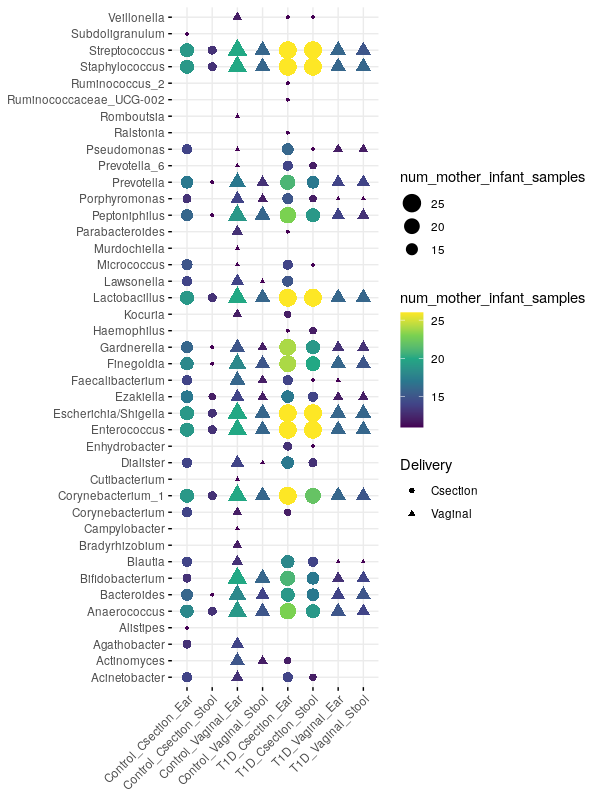 Veillonella
Subdoligranulum
Streptococcus
Staphylococcus
Ruminococcus_2
Ruminococcaceae_UCG-002
Romboutsia
Ralstonia
Pseudomonas
Prevotella_6
Prevotella
Porphyromonas
Peptoniphilus
Parabacteroides
Murdochiella
Micrococcus
Lawsonella
Lactobacillus
Kocuria
Haemophilus
Gardnerella
Finegoldia
Faecalibacterium
Ezakiella
Escherichia/Shigella
Enterococcus
Enhydrobacter
Dialister
Cutibacterium
Corynebacterium_1
Corynebacterium
Campylobacter
Bradyrhizobium
Blautia
Bifidobacterium
Bacteroides
Anaerococcus
Alistipes
Agathobacter
Actinomyces
Acinetobacter
Control_Csection_Ear
Control_Csection_Stool
Control_Vaginal_Ear
Control_Vaginal_Stool
T1D_Csection_Ear
T1D_Csection_Stool
T1D_Vaginal_Ear
T1D_Vaginal_Stool
num_mother_infant_samples
25
20
15
num_mother_infant_samples
25
20
15
Delivery
Csection
Vaginal